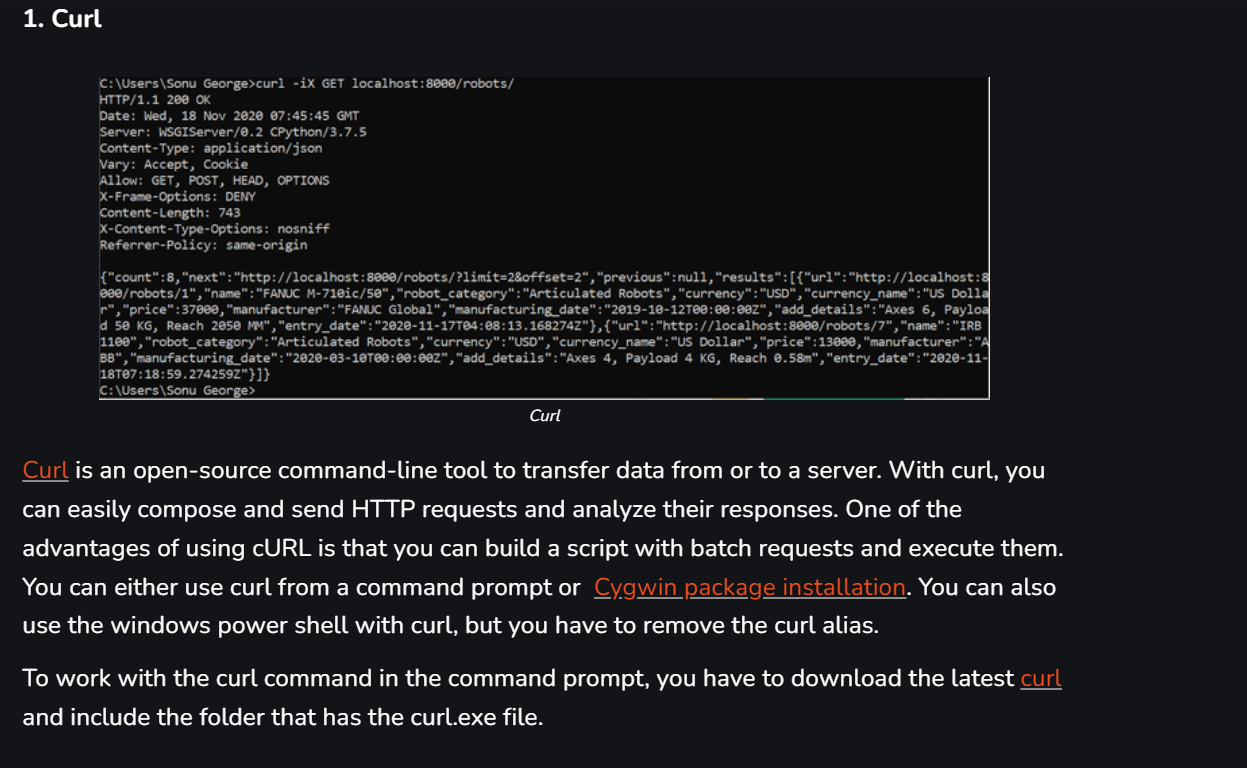 1. Curl
C:\Users\Sonu George>curl -iX GET localhost:8000/robots/
HTTP/1.1 200 OK
Date: Wed, 18 Nov 2020 07:45:45 GMT
Server: WSGIServer/0.2 CPython/3.7.5
Content-Type: application/json
Vary: Accept, Cookie
Allow: GET, POST, HEAD, OPTIONS
X-Frame-Options: DENY
Content-Length: 743
X-Content-Type-Options: nosniff
Referrer-Policy: same-origin
{"count":8,"next":"http://localhost:8000/robots/?limit=2&offset=2","previous":null,"results":[{"url":"http://localhost:8
000/robots/1","name":"FANUC M-710ic/50","robot_category":"Articulated Robots","currency":"USD","currency_name":"US Dolla
r","price":37000,"manufacturer":"FANUC Global","manufacturing_date":"2019-10-12T00:00:00Z","add_details":"Axes 6, Payloa
d 50 KG, Reach 2050 MM","entry_date":"2020-11-17T04:08:13.168274Z"},{"url":"http://localhost:8000/robots/7","name":"IRB
1100","robot_category":"Articulated Robots","currency":"USD","currency_name":"US Dollar","price":13000,"manufacturer":"A
BB","manufacturing_date":"2020-03-10T00:00:00Z","add_details":"Axes 4, Payload 4 KG, Reach 0.58m","entry_date":"2020-11-
18T07:18:59.274259Z"}]}
C:\Users\Sonu George>
Curl
Curl is an open-source command-line tool to transfer data from or to a server. With curl, you
can easily compose and send HTTP requests and analyze their responses. One of the
advantages of using cURL is that you can build a script with batch requests and execute them.
You can either use curl from a command prompt or Cygwin package installation. You can also
use the windows power shell with curl, but you have to remove the curl alias.
To work with the curl command in the command prompt, you have to download the latest curl
and include the folder that has the curl.exe file.